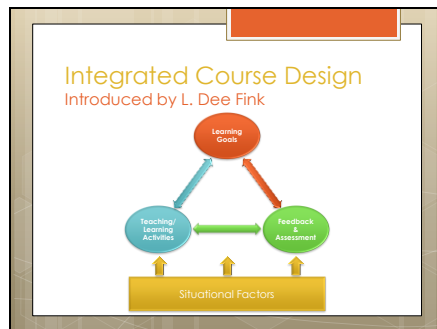 Integrated Course Design
Introduced by L. Dee Fink
Learning
Goals
Teaching/
Learning
Activities
Feedback
&
Assessment
Situational Factors